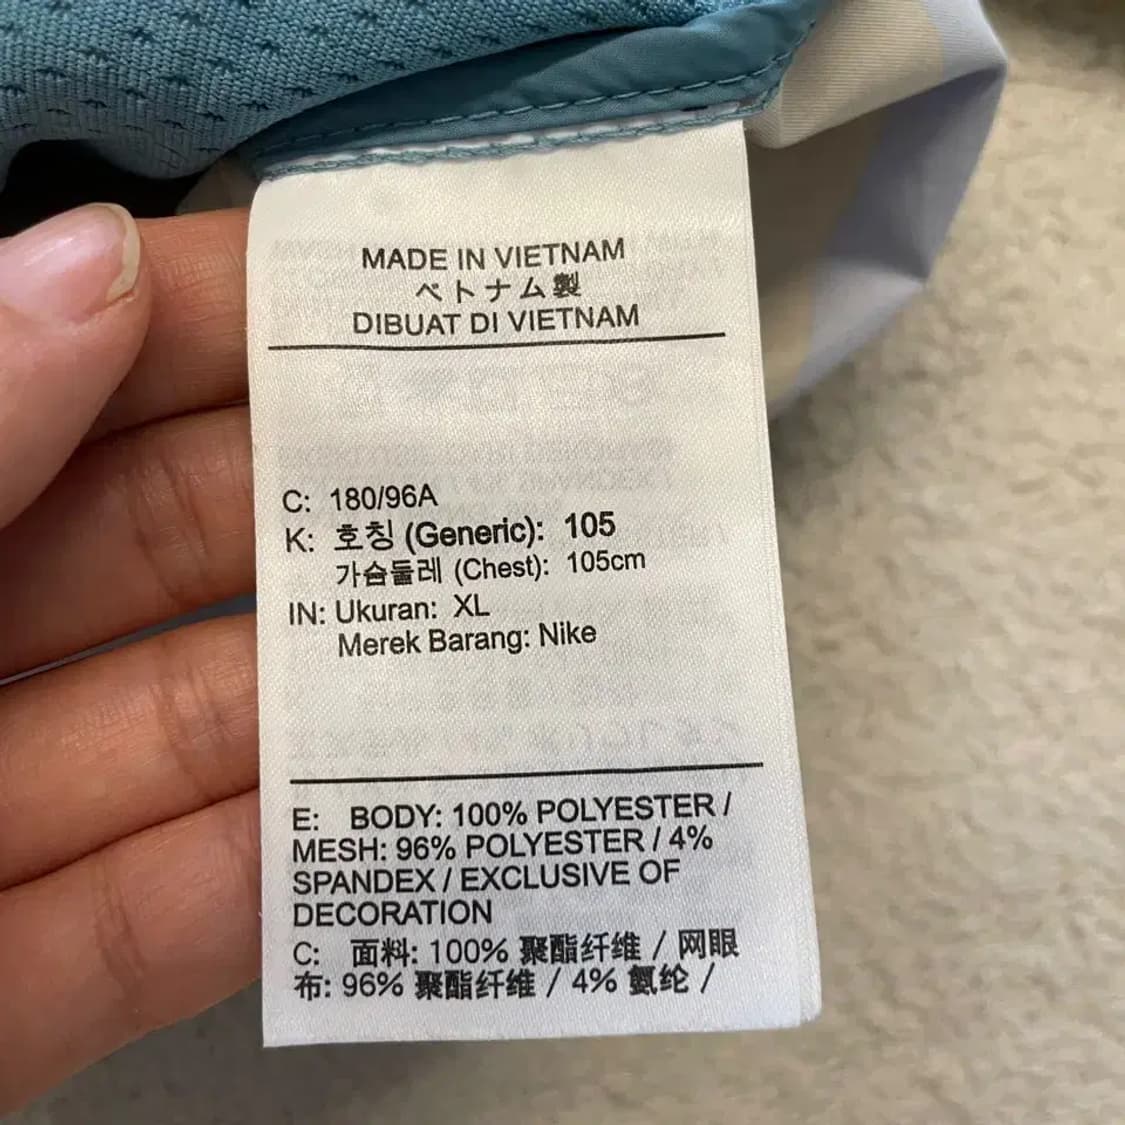 MADE IN VIETNAM
ベトナム製
DIBUAT DI VIETNAM
C: 180/96A
K: 호칭 (Generic): 105
가슴둘레 (Chest): 105cm
IN: Ukuran: XL
Merek Barang: Nike
E: BODY: 100% POLYESTER /
MESH: 96% POLYESTER / 4%
SPANDEX / EXCLUSIVE OF
DECORATION
C: 面料: 100% 聚酯纤维 / 网眼
布: 96% 聚酯纤维 / 4% 氨纶 /